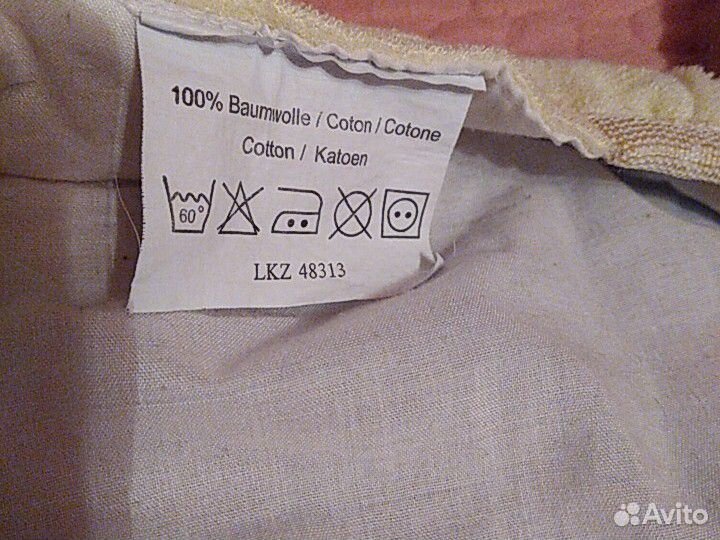 100% Baumwolle / Coton / Cotone
Cotton / Katoen
60°
LKZ 48313
Avito